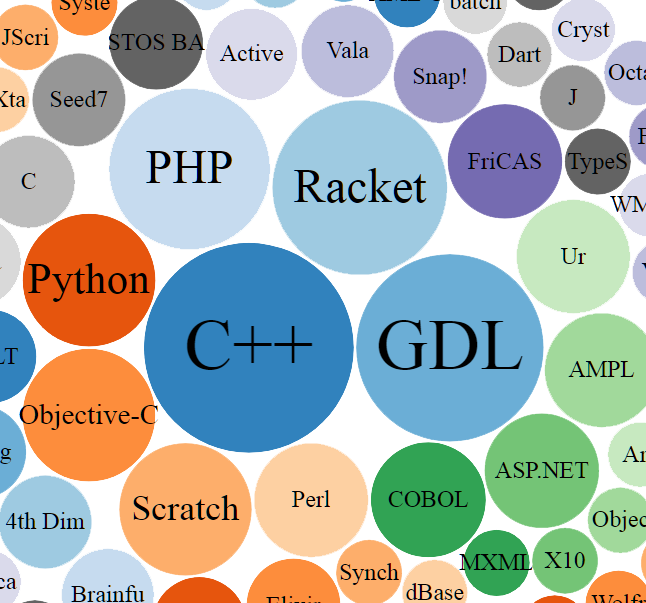 Syste
batch
JScri
STOS BA
Active
Vala
Snap!
Dart
Cryst
Octa
Xta
Seed7
J
PHP
Racket
FriCAS
TypeS
C
WM
Python
Ur
C++
GDL
LT
AMPL
Objective-C
g
ASP.NET
Ar
Scratch
Perl
COBOL
4th Dim
Objec
MXML
X10
Synch
ca
Brainfu
dBase
Elixir
Wolfr